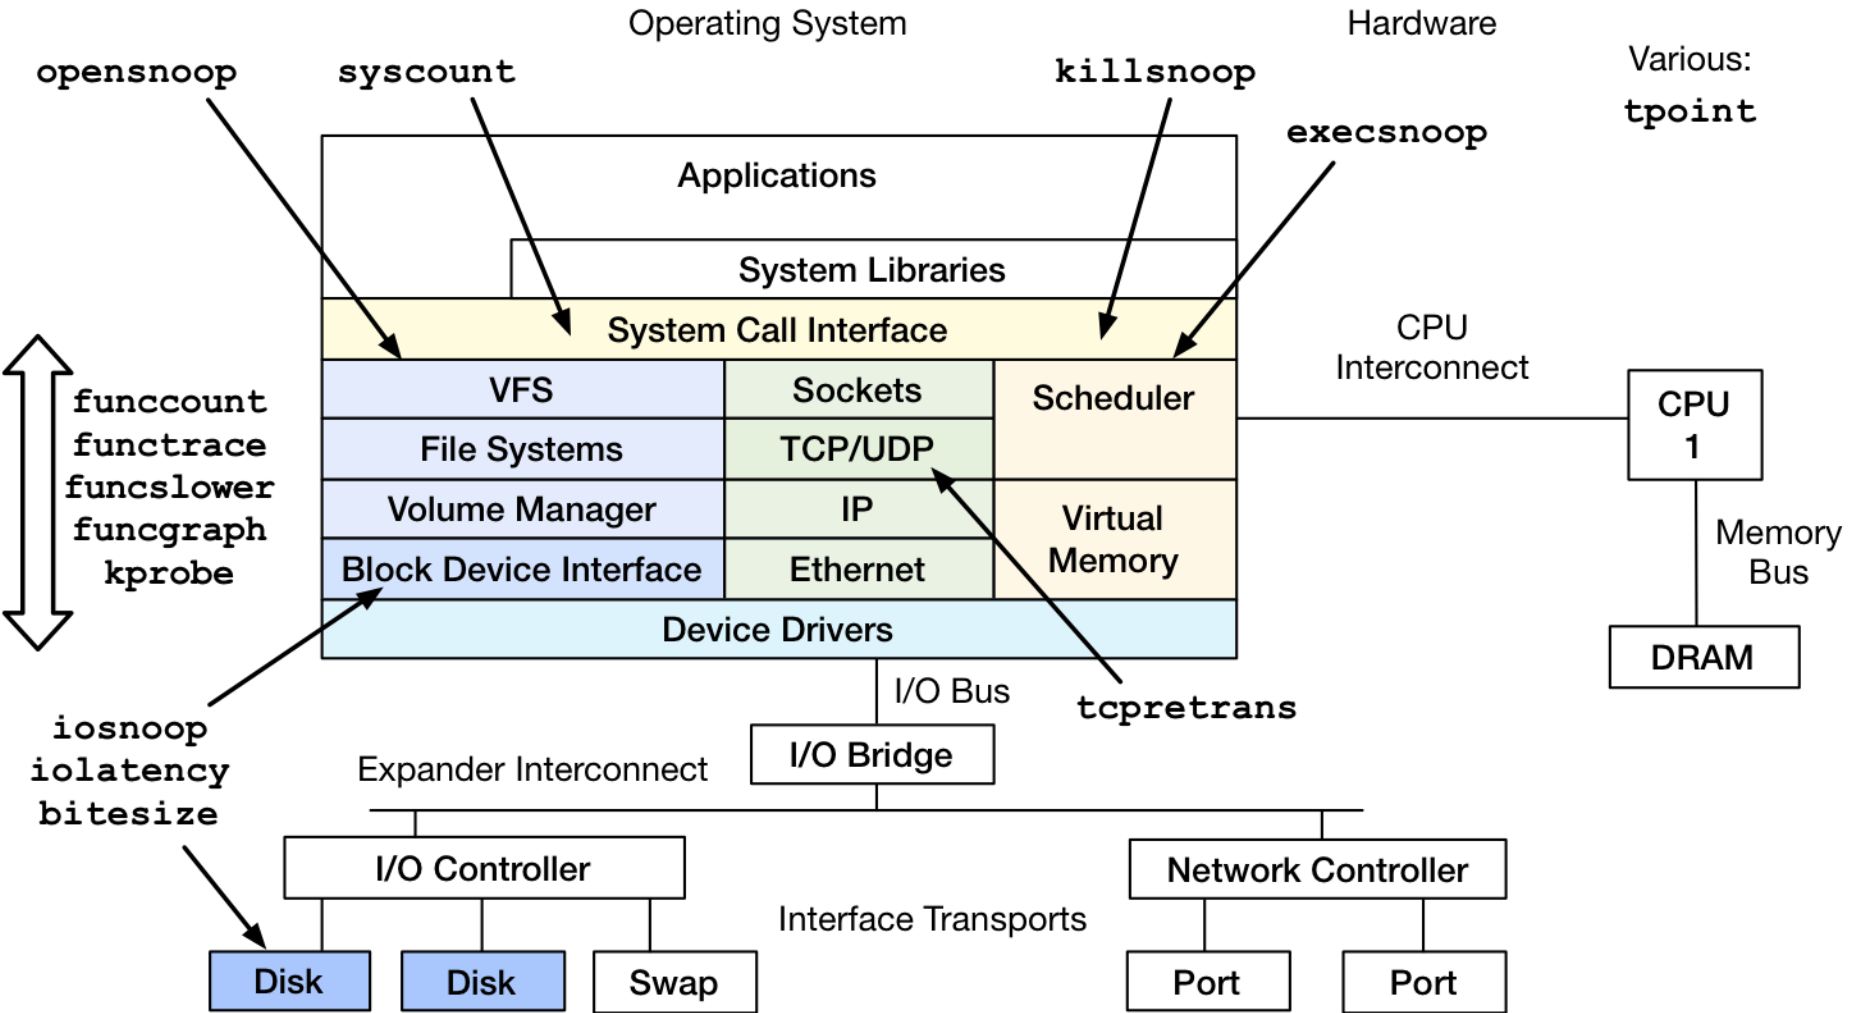 Operating System
Hardware
Various:
tpoint
opensnoop
syscount
killsnoop
execsnoop
Applications
System Libraries
System Call Interface
CPU
Interconnect
VFS
Sockets
Scheduler
CPU
1
File Systems
TCP/UDP
Volume Manager
IP
Virtual
Memory
Block Device Interface
Ethernet
Device Drivers
funccount
functrace
funcslower
funcgraph
kprobe
Memory
Bus
DRAM
I/O Bus
tcpretrans
iosnoop
iolatency
bitesize
I/O Bridge
Expander Interconnect
I/O Controller
Network Controller
Interface Transports
Disk
Disk
Swap
Port
Port